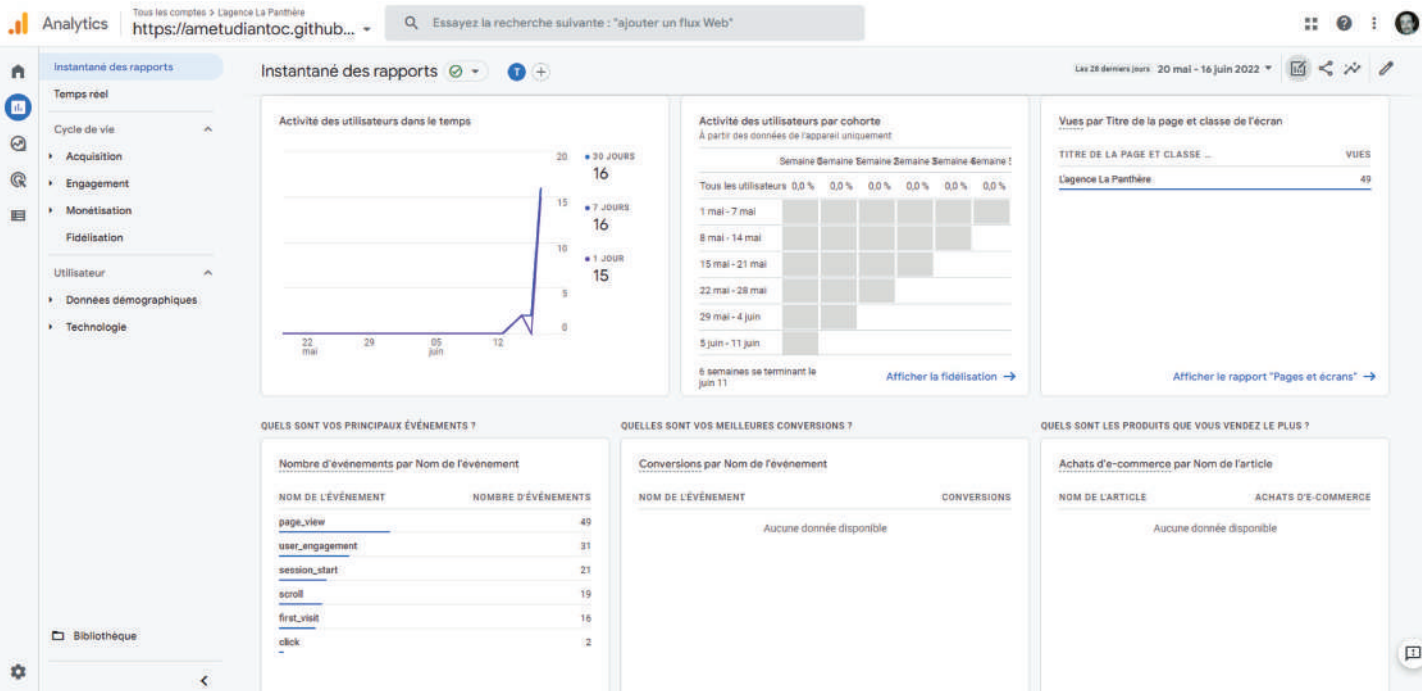 Analytics
Tous les comptes > L'agence La Panthère
https://ametudiantoc.github...
Essayez la recherche suivante : "ajouter un flux Web"
Instantané des rapports
Temps réel
Cycle de vie
Acquisition
Engagement
Monétisation
Fidélisation
Utilisateur
Données démographiques
Technologie
Bibliothèque
Instantané des rapports
T
Les 28 derniers jours 20 mai - 16 juin 2022
Activité des utilisateurs dans le temps
20
15
10
5
0
22 mai
29
05 juin
12
30 JOURS
16
7 JOURS
16
1 JOUR
15
Activité des utilisateurs par cohorte
À partir des données de l'appareil uniquement
Semaine Semaine Semaine Semaine Semaine Semaine
Tous les utilisateurs 0,0 % 0,0 % 0,0 % 0,0 % 0,0 % 0,0 %
1 mai - 7 mai
8 mai - 14 mai
15 mai - 21 mai
22 mai - 28 mai
29 mai - 4 juin
5 juin - 11 juin
6 semaines se terminant le
juin 11
Afficher la fidélisation
Vues par Titre de la page et classe de l'écran
TITRE DE LA PAGE ET CLASSE ... VUES
L'agence La Panthère 49
Afficher le rapport "Pages et écrans"
QUELS SONT VOS PRINCIPAUX ÉVÉNEMENTS ?
Nombre d'événements par Nom de l'événement
NOM DE L'ÉVÉNEMENT NOMBRE D'ÉVÉNEMENTS
page_view 49
user_engagement 31
session_start 21
scroll 19
first_visit 16
click 2
QUELLES SONT VOS MEILLEURES CONVERSIONS ?
Conversions par Nom de l'événement
NOM DE L'ÉVÉNEMENT CONVERSIONS
Aucune donnée disponible
QUELS SONT LES PRODUITS QUE VOUS VENDEZ LE PLUS ?
Achats d'e-commerce par Nom de l'article
NOM DE L'ARTICLE ACHATS D'E-COMMERCE
Aucune donnée disponible